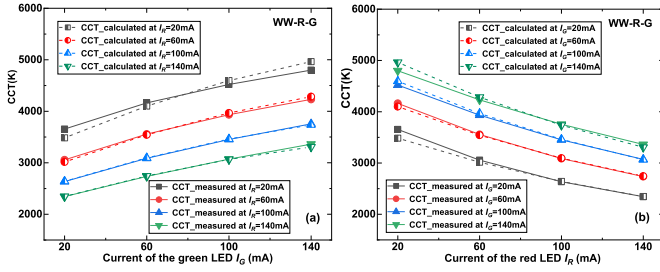 (a)
WW-R-G
CCT_calculated at I_R=20mA
CCT_calculated at I_R=60mA
CCT_calculated at I_R=100mA
CCT_calculated at I_R=140mA
CCT_measured at I_R=20mA
CCT_measured at I_R=60mA
CCT_measured at I_R=100mA
CCT_measured at I_R=140mA
CCT(K)
6000
5000
4000
3000
2000
20
60
100
140
Current of the green LED I_G (mA)
(b)
WW-R-G
CCT_calculated at I_G=20mA
CCT_calculated at I_G=60mA
CCT_calculated at I_G=100mA
CCT_calculated at I_G=140mA
CCT_measured at I_G=20mA
CCT_measured at I_G=60mA
CCT_measured at I_G=100mA
CCT_measured at I_G=140mA
CCT(K)
6000
5000
4000
3000
2000
20
60
100
140
Current of the red LED I_R (mA)